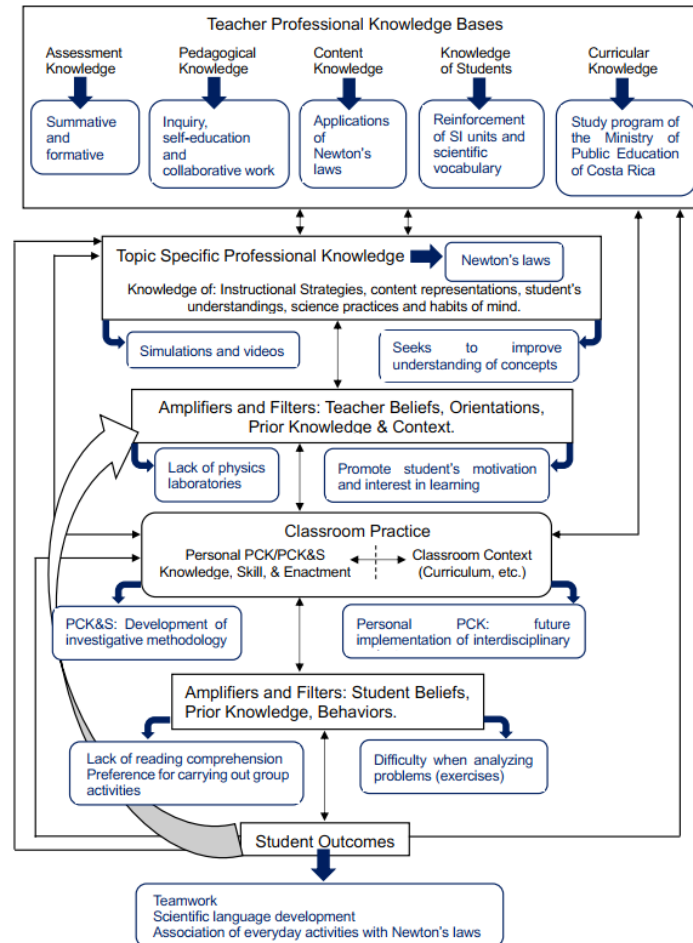 Teacher Professional Knowledge Bases
Assessment
Knowledge
Pedagogical
Knowledge
Content
Knowledge
Knowledge
of Students
Curricular
Knowledge
Summative
and
formative
Inquiry,
self-education
and
collaborative work
Applications
of
Newton's
laws
Reinforcement
of SI units and
scientific
vocabulary
Study program of
the Ministry of
Public Education
of Costa Rica
Topic Specific Professional Knowledge
Newton's laws
Knowledge of: Instructional Strategies, content representations, student's
understandings, science practices and habits of mind.
Simulations and videos
Seeks to improve
understanding of concepts
Amplifiers and Filters: Teacher Beliefs, Orientations,
Prior Knowledge & Context.
Lack of physics
laboratories
Promote student's motivation
and interest in learning
Classroom Practice
Personal PCK/PCK&S
Knowledge, Skill, & Enactment
Classroom Context
(Curriculum, etc.)
PCK&S: Development of
investigative methodology
Personal PCK: future
implementation of interdisciplinary
Amplifiers and Filters: Student Beliefs,
Prior Knowledge, Behaviors.
Lack of reading comprehension
Preference for carrying out group
activities
Difficulty when analyzing
problems (exercises)
Student Outcomes
Teamwork
Scientific language development
Association of everyday activities with Newton's laws